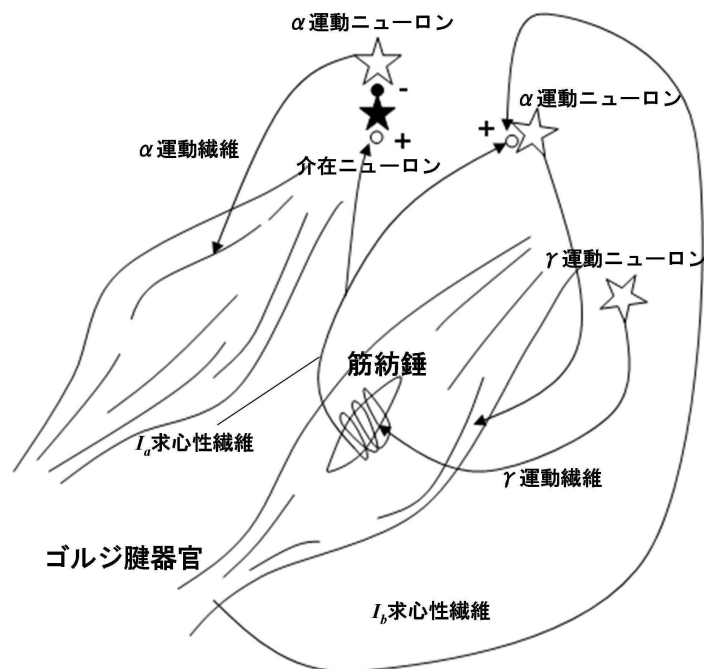 α運動ニューロン
-
α運動ニューロン
+
+
α運動繊維
介在ニューロン
γ運動ニューロン
筋紡錘
Ia求心性繊維
γ運動繊維
ゴルジ腱器官
Ib求心性繊維